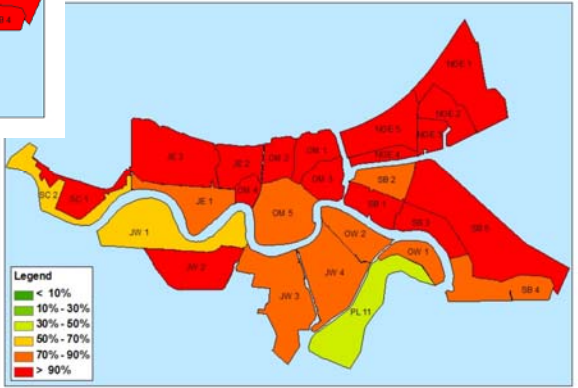 B 4
NOE 1
NOE 2
NOE 5
NOE 3
NOE 4
JE 3
JE 2
OM 2
OM 1
OM 3
OM 4
SB 2
SC 2
SC 1
JE 1
OM 5
SB 1
SB 3
SB 5
JW 1
OW 2
OW 1
JW 2
JW 4
JW 3
SB 4
PL 11
Legend
< 10%
10% - 30%
30% - 50%
50% - 70%
70% - 90%
> 90%